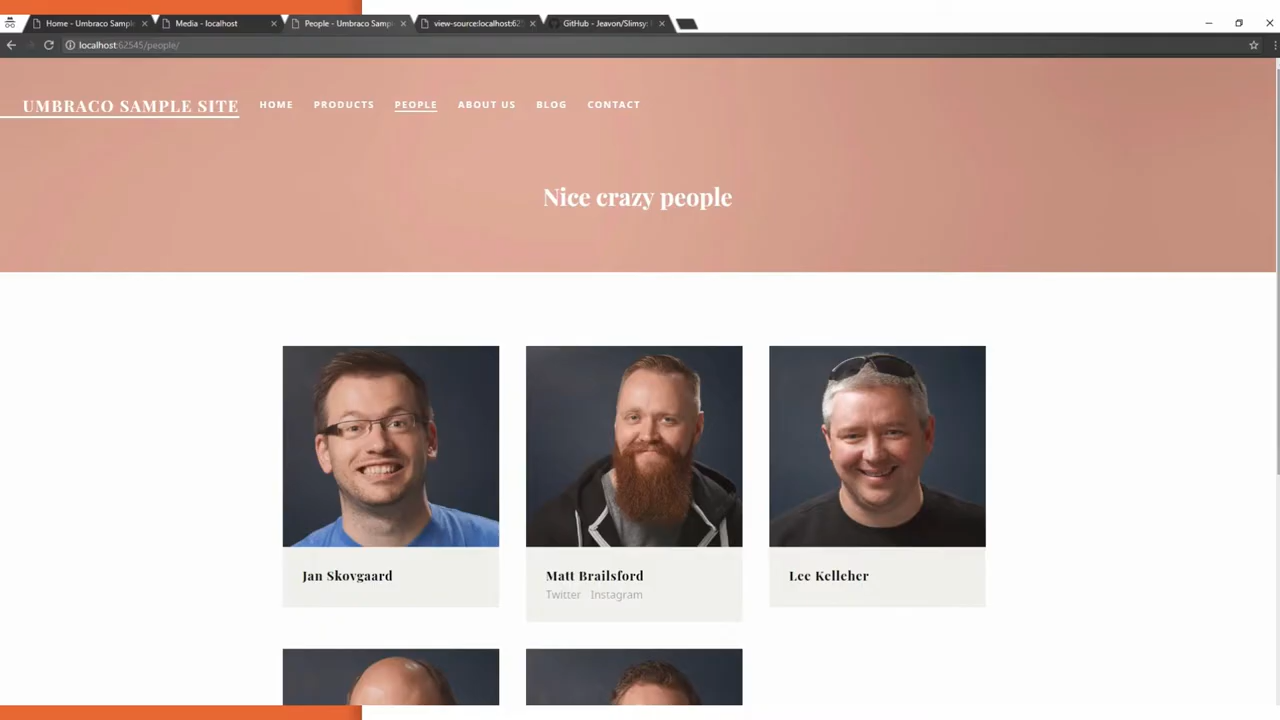 Home - Umbraco Sampl
Media - localhost
People - Umbraco Samp
view-source:localhost:625
GitHub - Jeavon/Slimsy:
localhost:62545/people/
UMBRACO SAMPLE SITE
HOME
PRODUCTS
PEOPLE
ABOUT US
BLOG
CONTACT
Nice crazy people
Jan Skovgaard
Matt Brailsford
Lee Kelleher
Twitter Instagram